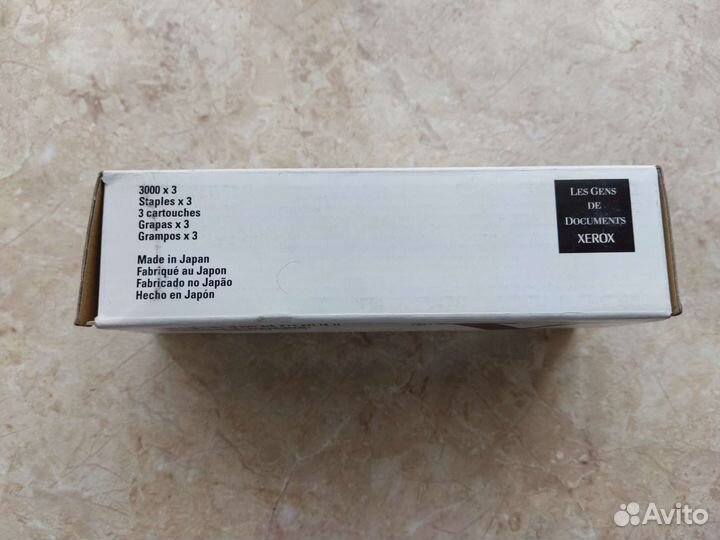 3000 x 3
Staples x 3
3 cartouches
Grapas x 3
Grampos x 3
Made in Japan
Fabriqué au Japon
Fabricado no Japão
Hecho en Japón
LES GENS
DE
DOCUMENTS
XEROX
Avito